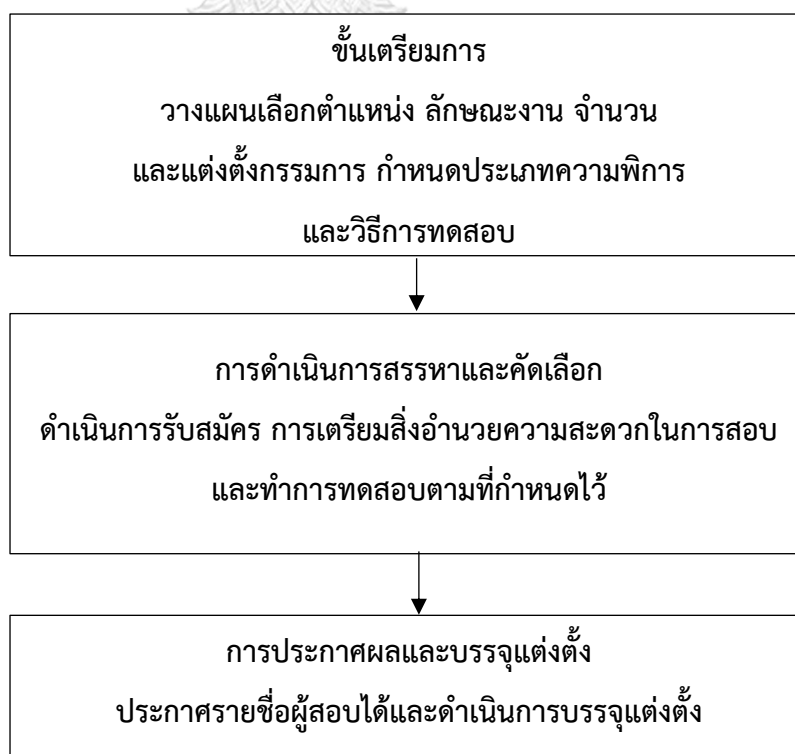 ขั้นเตรียมการ
วางแผนเลือกตำแหน่ง ลักษณะงาน จำนวน
และแต่งตั้งกรรมการ กำหนดประเภทความพิการ
และวิธีการทดสอบ
การดำเนินการสรรหาและคัดเลือก
ดำเนินการรับสมัคร การเตรียมสิ่งอำนวยความสะดวกในการสอบ
และทำการทดสอบตามที่กำหนดไว้
การประกาศผลและบรรจุแต่งตั้ง
ประกาศรายชื่อผู้สอบได้และดำเนินการบรรจุแต่งตั้ง